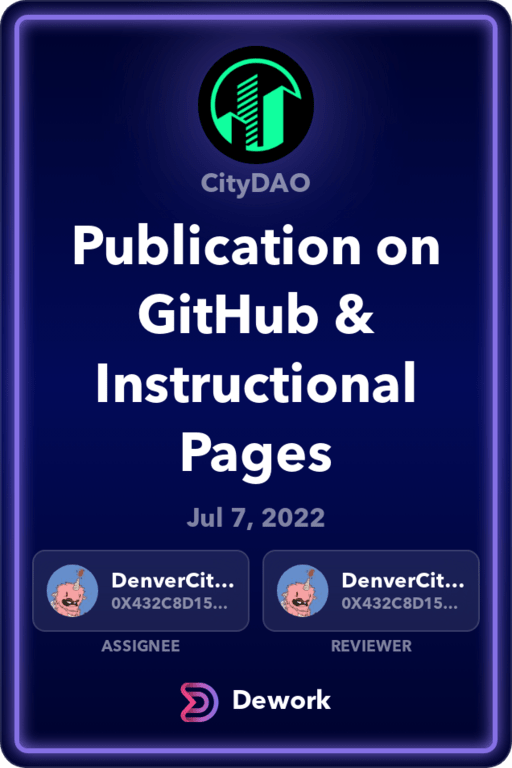 CityDAO
Publication on
GitHub &
Instructional
Pages
Jul 7, 2022
DenverCit...
0X432C8D15...
ASSIGNEE
DenverCit...
0X432C8D15...
REVIEWER
Dework